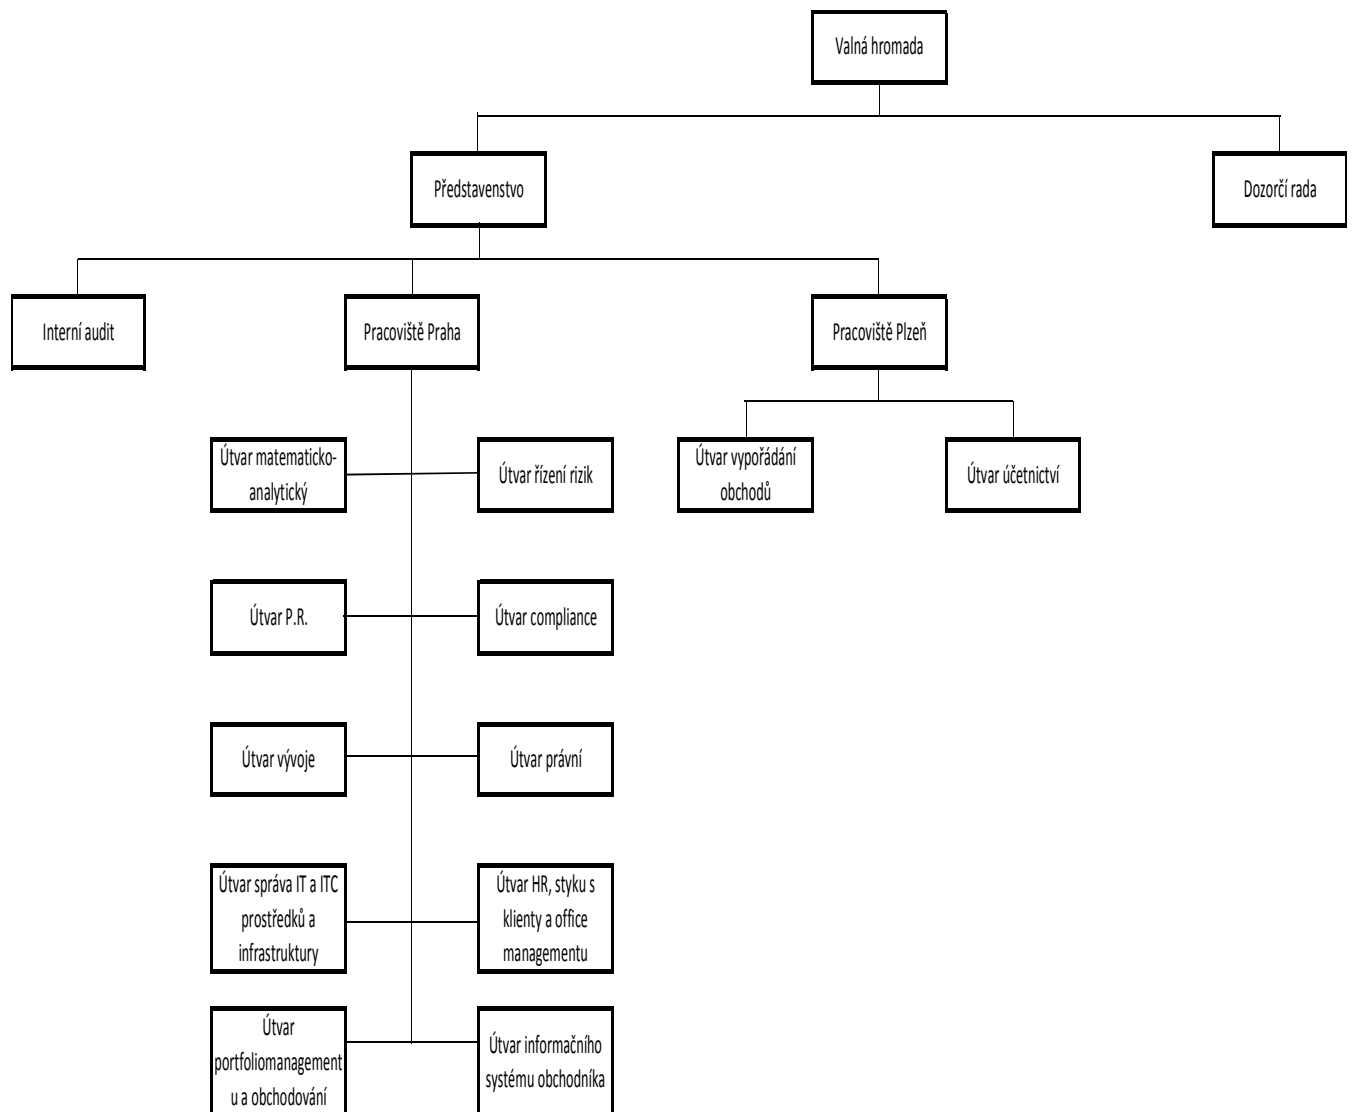 Valná hromada
Představenstvo
Dozorčí rada
Interní audit
Pracoviště Praha
Pracoviště Plzeň
Útvar matematicko-
analytický
Útvar řízení rizik
Útvar vypořádání
obchodů
Útvar účetnictví
Útvar P.R.
Útvar compliance
Útvar vývoje
Útvar právní
Útvar správa IT a ITC
prostředků a
infrastruktury
Útvar HR, styku s
klienty a office
managementu
Útvar
portfoliomanagement
u a obchodování
Útvar informačního
systému obchodníka